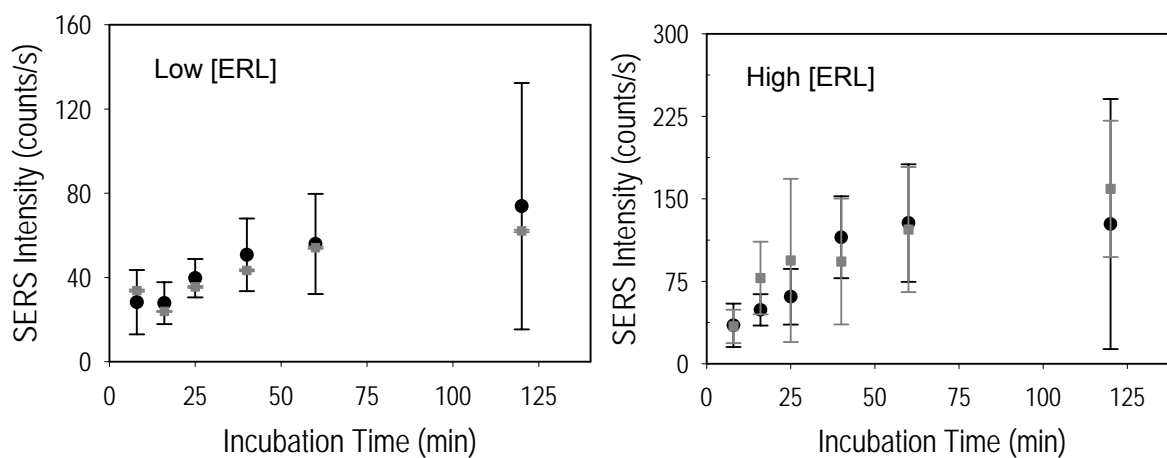 SERS Intensity (counts/s)
160
120
80
40
0
Low [ERL]
0 25 50 75 100 125
Incubation Time (min)
SERS Intensity (counts/s)
300
225
150
75
0
High [ERL]
0 25 50 75 100 125
Incubation Time (min)